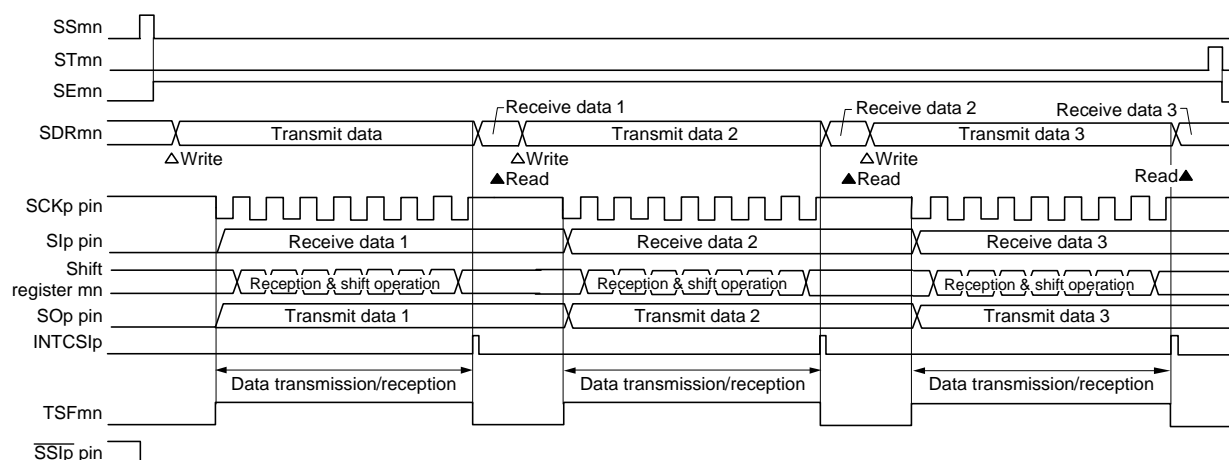 SSmn
STmn
SEmn
Receive data 1 Receive data 2 Receive data 3
SDRmn Transmit data Transmit data 2 Transmit data 3
△Write △Write △Write
▲Read ▲Read Read▲
SCKp pin
SIp pin Receive data 1 Receive data 2 Receive data 3
Shift
register mn Reception & shift operation Reception & shift operation Reception & shift operation
SOp pin Transmit data 1 Transmit data 2 Transmit data 3
INTCSIp
Data transmission/reception Data transmission/reception Data transmission/reception
TSFmn
SSIp pin